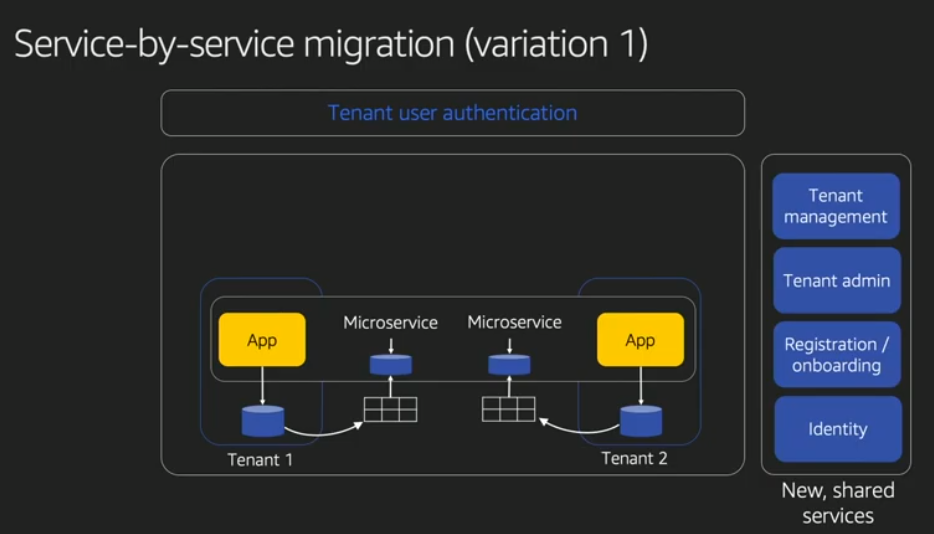 Service-by-service migration (variation 1)
Tenant user authentication
Tenant
management
Tenant admin
Registration /
onboarding
Identity
New, shared
services
App
Microservice
Microservice
App
Tenant 1
Tenant 2